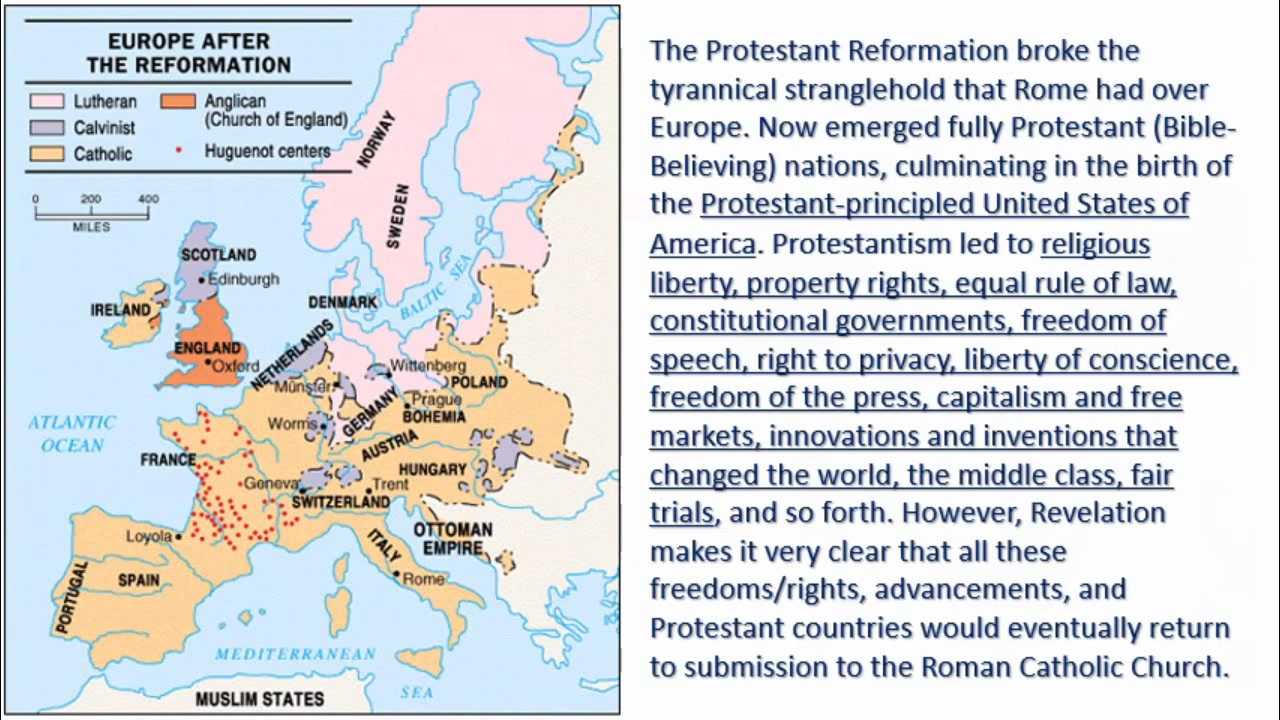 EUROPE AFTER
THE REFORMATION
Lutheran
Calvinist
Catholic
Anglican
(Church of England)
Huguenot centers
0 200 400
MILES
NORWAY
SWEDEN
SCOTLAND
Edinburgh
IRELAND
DENMARK
BALTIC SEA
ENGLAND
Oxford
NETHERLANDS
Münster
Wittenberg
POLAND
Prague
BOHEMIA
GERMANY
Worms
ATLANTIC
OCEAN
AUSTRIA
FRANCE
HUNGARY
Geneva
Trent
SWITZERLAND
Loyola
ITALY
OTTOMAN
EMPIRE
PORTUGAL
SPAIN
Rome
MEDITERRANEAN
SEA
MUSLIM STATES
The Protestant Reformation broke the
tyrannical stranglehold that Rome had over
Europe. Now emerged fully Protestant (Bible-
Believing) nations, culminating in the birth of
the Protestant-principled United States of
America. Protestantism led to religious
liberty, property rights, equal rule of law,
constitutional governments, freedom of
speech, right to privacy, liberty of conscience,
freedom of the press, capitalism and free
markets, innovations and inventions that
changed the world, the middle class, fair
trials, and so forth. However, Revelation
makes it very clear that all these
freedoms/rights, advancements, and
Protestant countries would eventually return
to submission to the Roman Catholic Church.